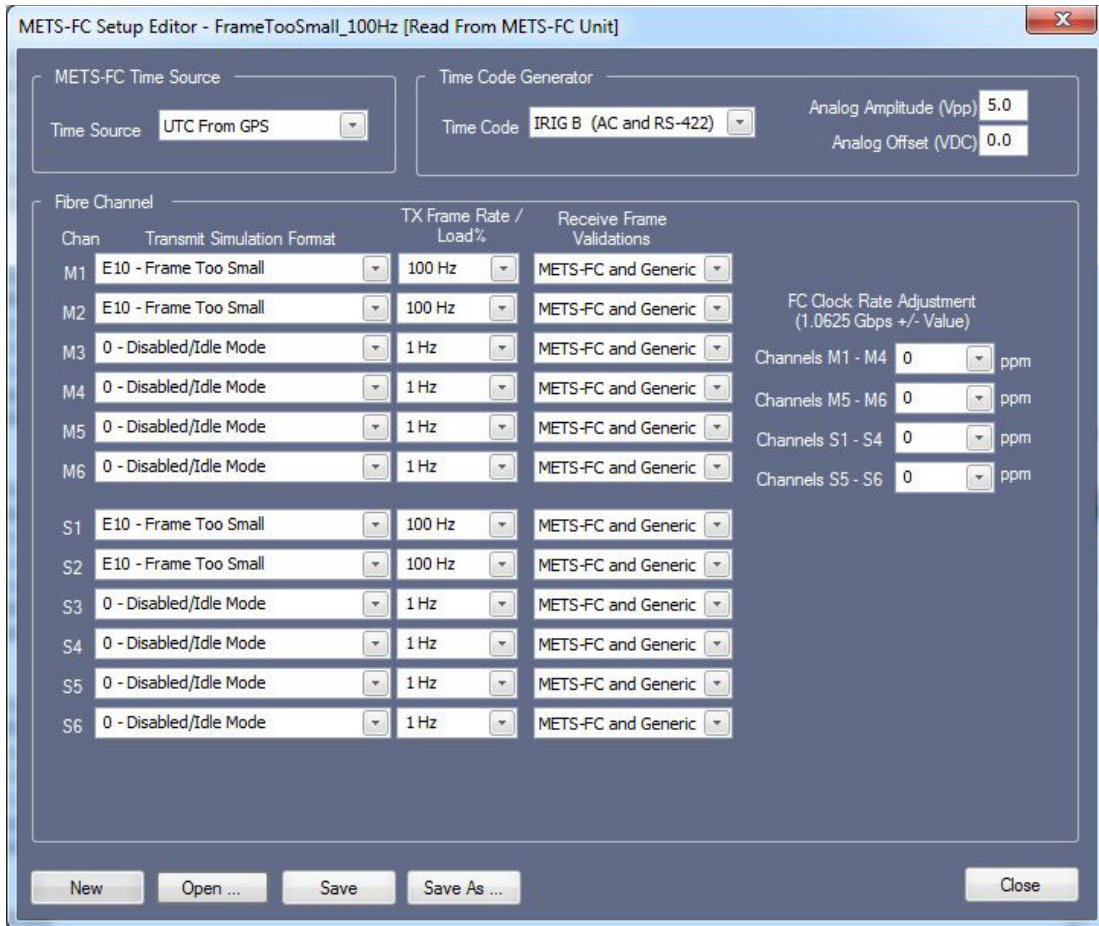 METS-FC Setup Editor - FrameTooSmall_100Hz [Read From METS-FC Unit]
METS-FC Time Source
Time Source UTC From GPS
Time Code Generator
Time Code IRIG B (AC and RS-422)
Analog Amplitude (Vpp) 5.0
Analog Offset (VDC) 0.0
Fibre Channel
Chan Transmit Simulation Format TX Frame Rate / Load% Receive Frame Validations
M1 E10 - Frame Too Small 100 Hz METS-FC and Generic
M2 E10 - Frame Too Small 100 Hz METS-FC and Generic
M3 0 - Disabled/Idle Mode 1 Hz METS-FC and Generic
M4 0 - Disabled/Idle Mode 1 Hz METS-FC and Generic
M5 0 - Disabled/Idle Mode 1 Hz METS-FC and Generic
M6 0 - Disabled/Idle Mode 1 Hz METS-FC and Generic
S1 E10 - Frame Too Small 100 Hz METS-FC and Generic
S2 E10 - Frame Too Small 100 Hz METS-FC and Generic
S3 0 - Disabled/Idle Mode 1 Hz METS-FC and Generic
S4 0 - Disabled/Idle Mode 1 Hz METS-FC and Generic
S5 0 - Disabled/Idle Mode 1 Hz METS-FC and Generic
S6 0 - Disabled/Idle Mode 1 Hz METS-FC and Generic
FC Clock Rate Adjustment
(1.0625 Gbps +/- Value)
Channels M1 - M4 0 ppm
Channels M5 - M6 0 ppm
Channels S1 - S4 0 ppm
Channels S5 - S6 0 ppm
New Open ... Save Save As ... Close